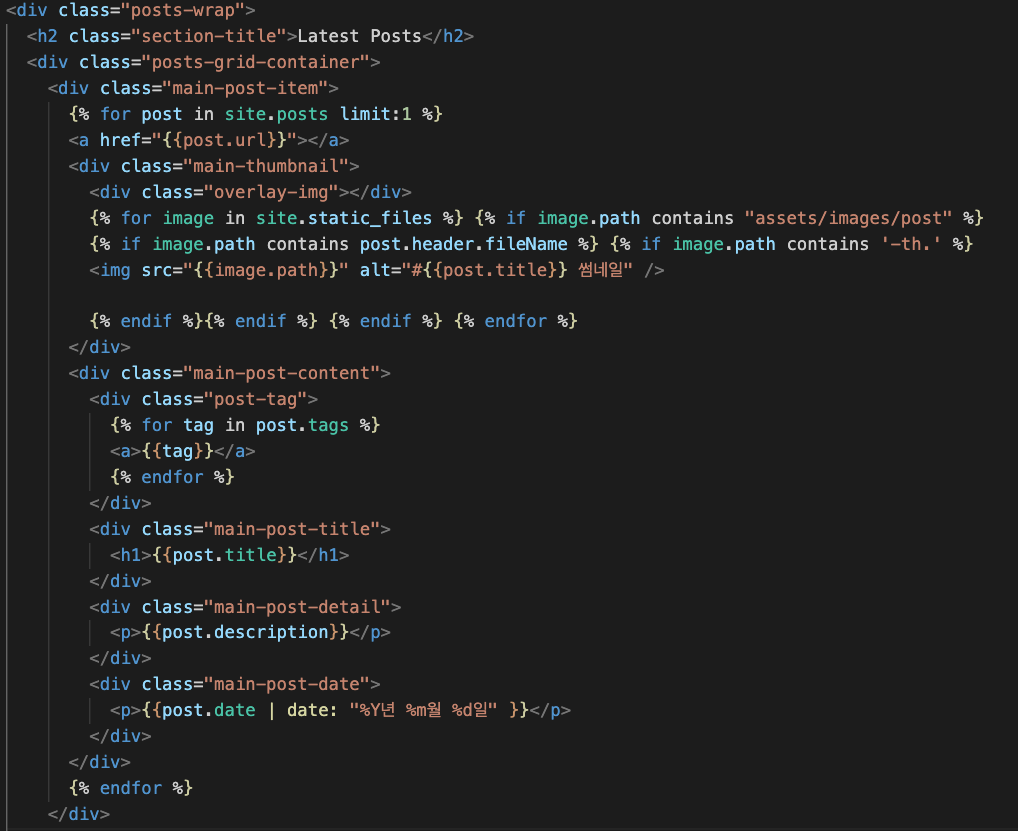 <div class="posts-wrap">
<h2 class="section-title">Latest Posts</h2>
<div class="posts-grid-container">
<div class="main-post-item">
{% for post in site.posts limit:1 %}
<a href="{{post.url}}"></a>
<div class="main-thumbnail">
<div class="overlay-img"></div>
{% for image in site.static_files %} {% if image.path contains "assets/images/post" %}
{% if image.path contains post.header.fileName %} {% if image.path contains '-th.' %}
<img src="{{image.path}}" alt="#{{post.title}} 썸네일" />
{% endif %}{% endif %} {% endif %} {% endfor %}
</div>
<div class="main-post-content">
<div class="post-tag">
{% for tag in post.tags %}
<a>{{tag}}</a>
{% endfor %}
</div>
<div class="main-post-title">
<h1>{{post.title}}</h1>
</div>
<div class="main-post-detail">
<p>{{post.description}}</p>
</div>
<div class="main-post-date">
<p>{{post.date | date: "%Y년 %m월 %d일" }}</p>
</div>
</div>
{% endfor %}
</div>